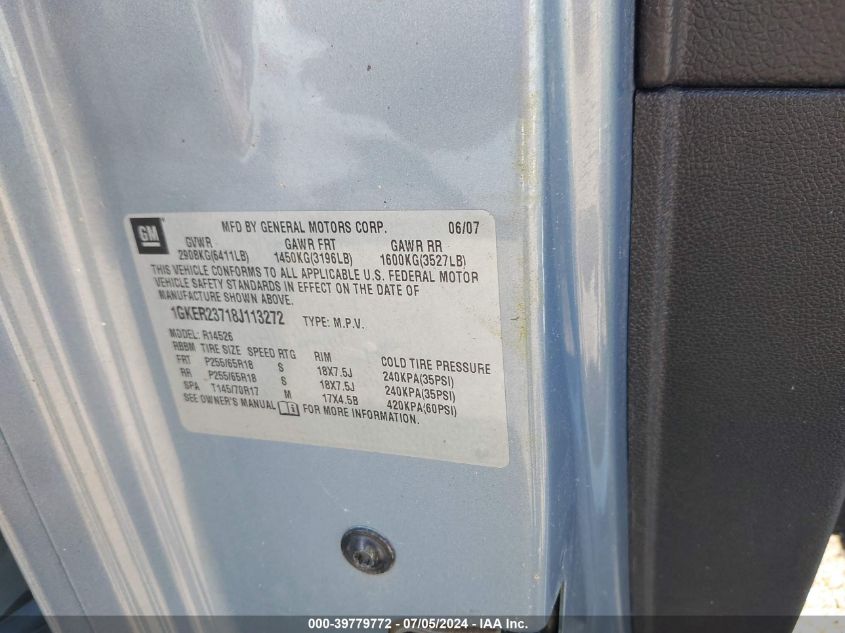 GM
MFD BY GENERAL MOTORS CORP. 06/07
GVWR GAWR FRT GAWR RR
2908KG(6411LB) 1450KG(3196LB) 1600KG(3527LB)
THIS VEHICLE CONFORMS TO ALL APPLICABLE U.S. FEDERAL MOTOR
VEHICLE SAFETY STANDARDS IN EFFECT ON THE DATE OF
MANUFACTURE SHOWN ABOVE.
1GKER23718J113272 TYPE: M.P.V.
MODEL: R14526
RBBM TIRE SIZE SPEED RTG RIM COLD TIRE PRESSURE
FRT P255/65R18 S 18X7.5J 240KPA(35PSI)
RR P255/65R18 S 18X7.5J 240KPA(35PSI)
SPA T145/70R17 M 17X4.5B 420KPA(60PSI)
SEE OWNER'S MANUAL FOR MORE INFORMATION.
000-39779772 / 07/05/2024 - IAA Inc.